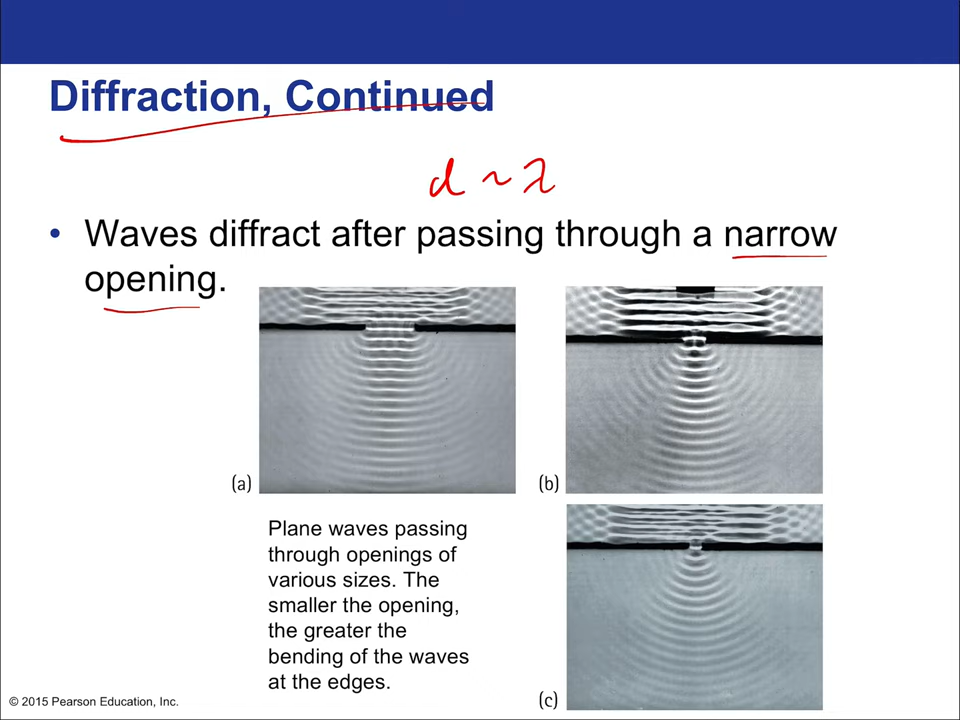 Diffraction, Continued
d ~ λ
• Waves diffract after passing through a narrow
opening.
(a)
(b)
Plane waves passing
through openings of
various sizes. The
smaller the opening,
the greater the
bending of the waves
at the edges.
(c)
© 2015 Pearson Education, Inc.